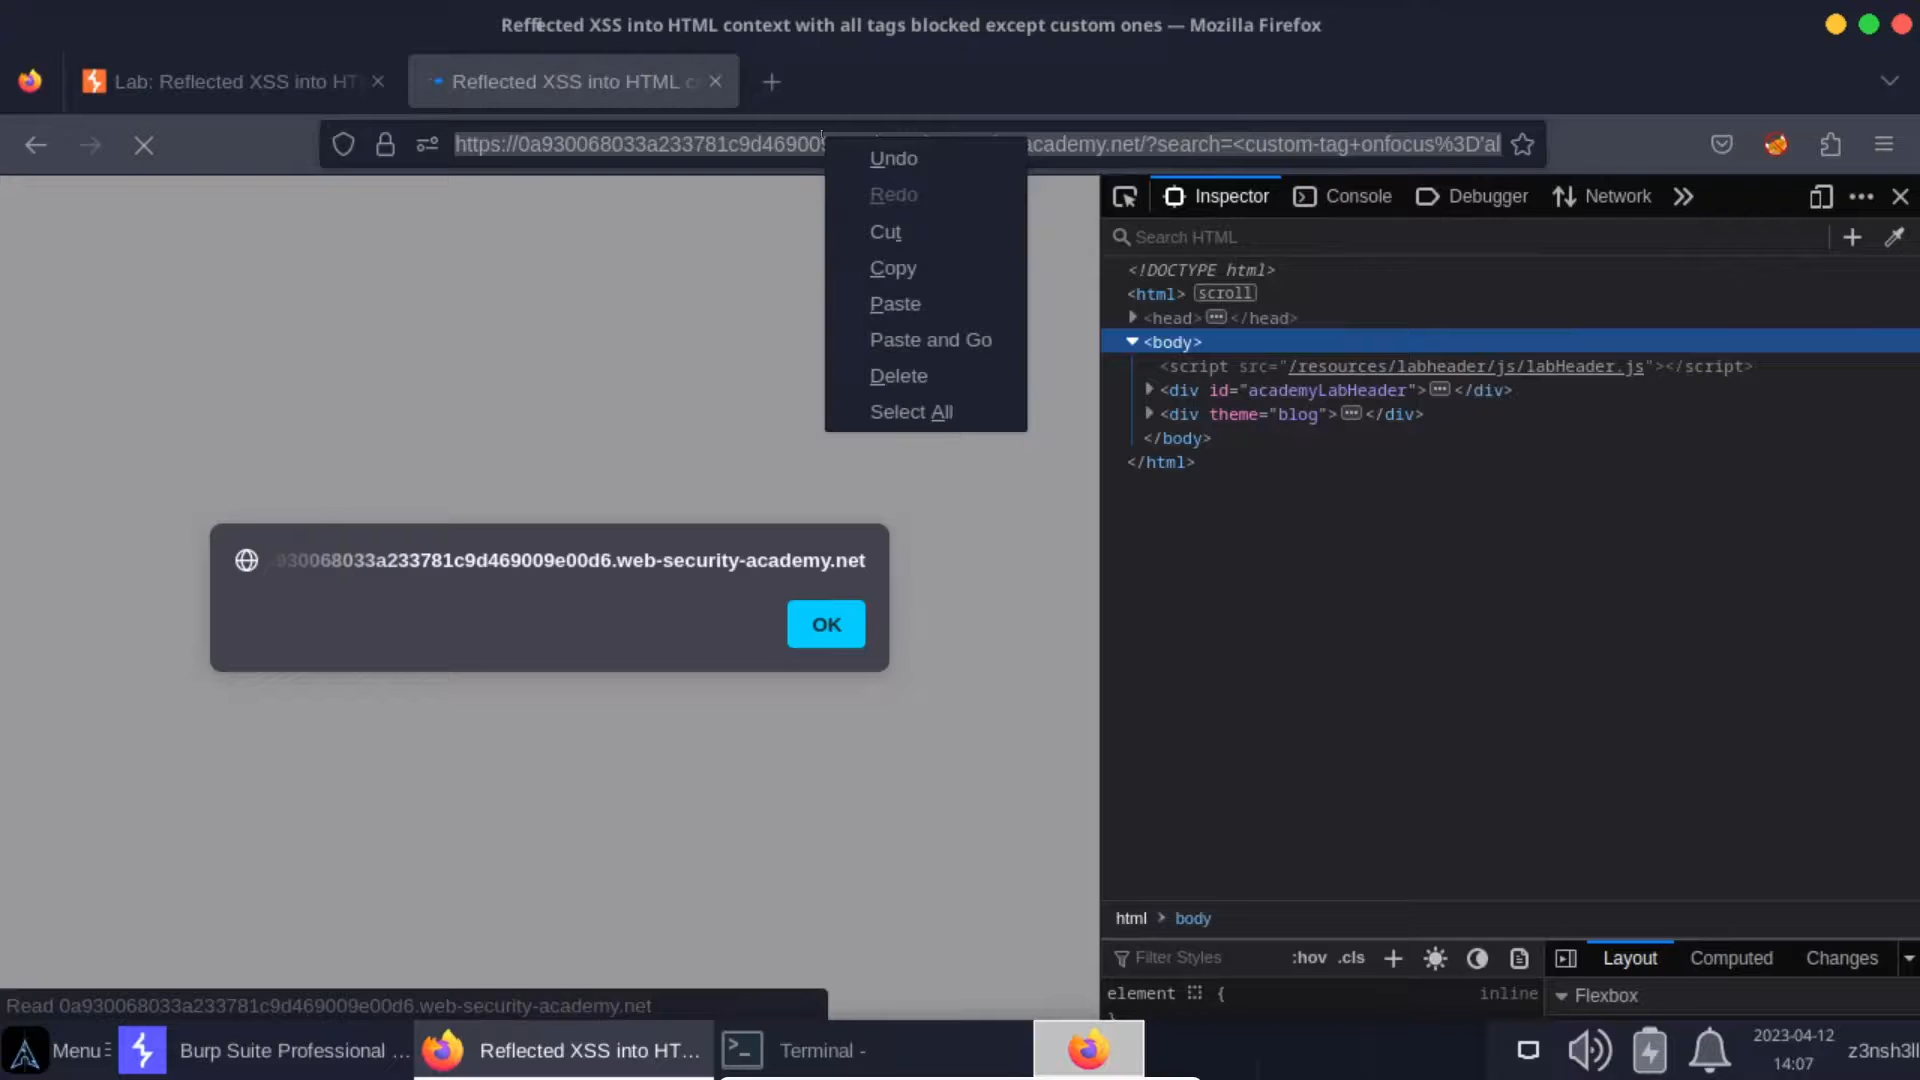 Reflected XSS into HTML context with all tags blocked except custom ones — Mozilla Firefox
Lab: Reflected XSS into HT
Reflected XSS into HTML c
https://0a930068033a233781c9d469009
academy.net/?search=<custom-tag+onfocus%3D'al
Undo
Redo
Cut
Copy
Paste
Paste and Go
Delete
Select All
Inspector
Console
Debugger
Network
Search HTML
<!DOCTYPE html>
<html> scroll
<head> </head>
<body>
<script src="/resources/labheader/js/labHeader.js"></script>
<div id="academyLabHeader"> </div>
<div theme="blog"> </div>
</body>
</html>
930068033a233781c9d469009e00d6.web-security-academy.net
OK
html > body
Filter Styles
:hov .cls
Layout
Computed
Changes
element {
inline
Flexbox
}
Read 0a930068033a233781c9d469009e00d6.web-security-academy.net
Menu
Burp Suite Professional ...
Reflected XSS into HT...
Terminal -
2023-04-12
14:07
z3nsh3ll